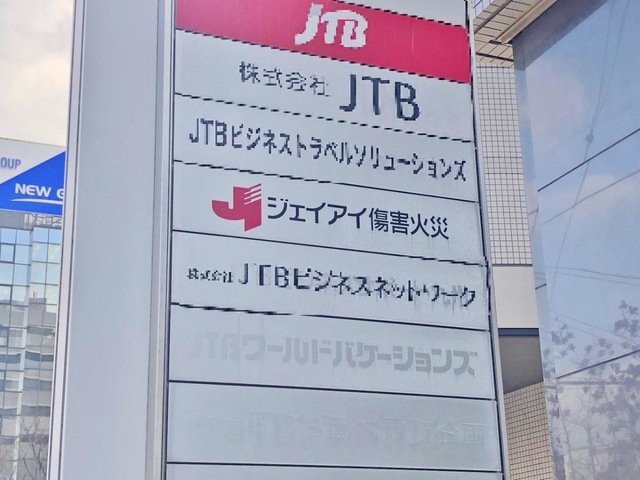 JTB
株式会社 JTB
JTBビジネストラベルソリューションズ
ジェイアイ傷害火災
株式会社 JTBビジネスネットワーク
JTBワールドバケーションズ
OUP
NEW